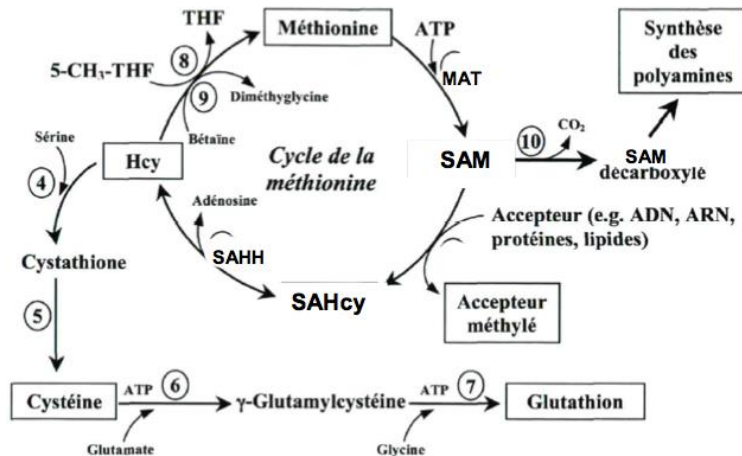 THF
Méthionine
ATP
Synthèse
des
polyamines
5-CH₃-THF
8
MAT
9
Diméthyglycine
Sérine
Bétaïne
CO₂
10
4
Hcy
Cycle de la
méthionine
SAM
SAM
décarboxylé
Adénosine
Accepteur (e.g. ADN, ARN,
protéines, lipides)
SAHH
Cystathione
SAHcy
Accepteur
méthylé
5
Cystéine
ATP
6
γ-Glutamylcystéine
ATP
7
Glutathion
Glutamate
Glycine